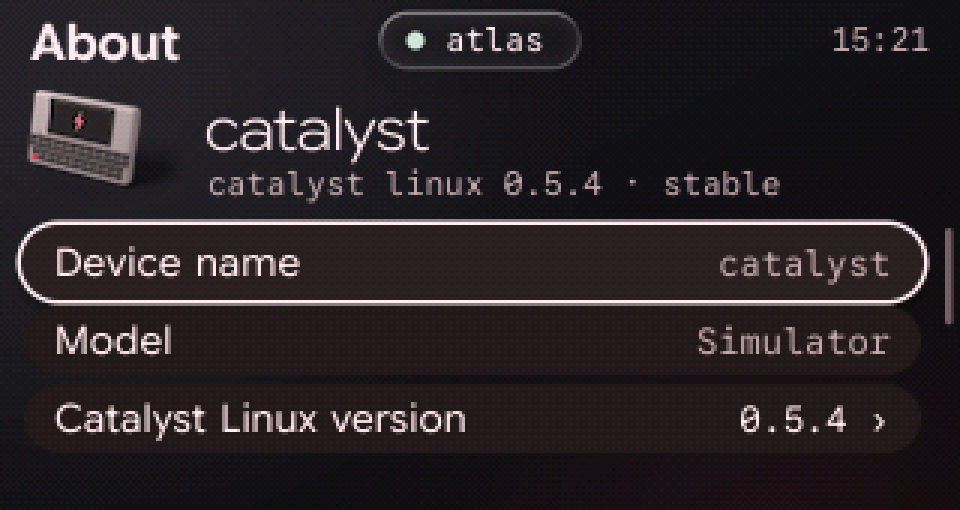 About
atlas
15:21
catalyst
catalyst linux 0.5.4 · stable
Device name catalyst
Model Simulator
Catalyst Linux version 0.5.4 ›